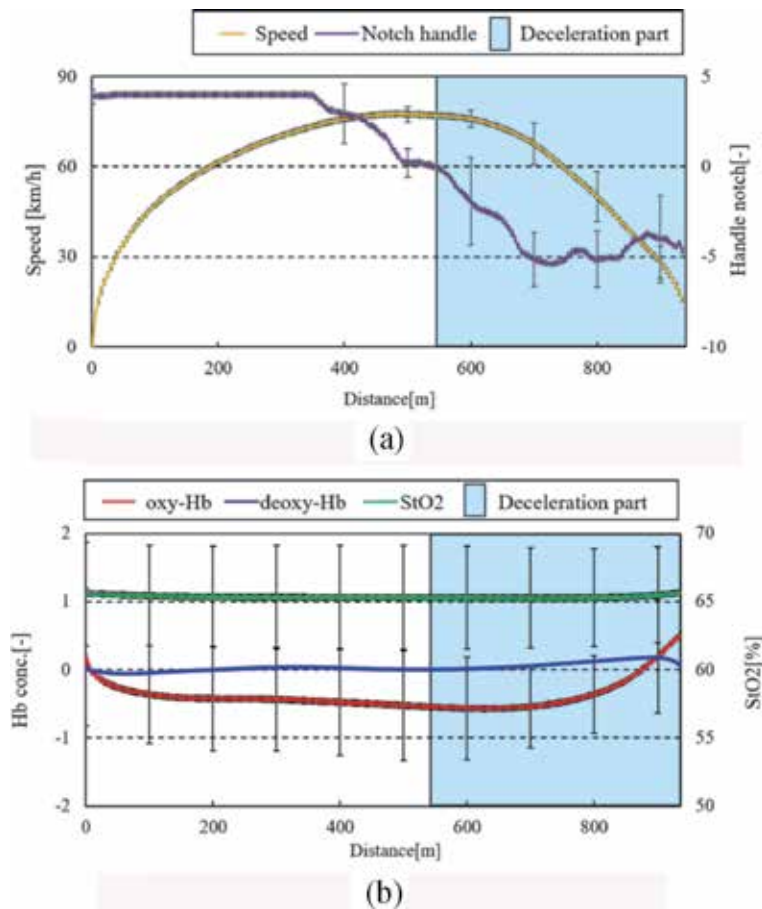 Speed Notch handle Deceleration part
90 5
60 0
30 -5
0 -10
Speed [km/h]
Handle notch[-]
0 200 400 600 800
Distance[m]
(a)
oxy-Hb deoxy-Hb StO2 Deceleration part
2 70
1 65
0 60
-1 55
-2 50
Hb conc.[-]
StO2[%]
0 200 400 600 800
Distance[m]
(b)